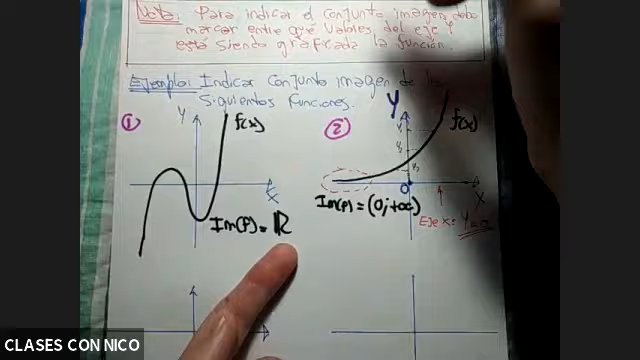 Nota: Para indicar el conjunto imagen debo
marcar entre qué valores del eje Y
está siendo graficada la función.
Ejemplo: Indicar conjunto imagen de las
siguientes funciones.
① Y f(x)
X
Im(f) = ℝ
② Y f(x)
0 X
Im(f) = (0; +∞)
Eje x: Y=0
CLASES CON NICO